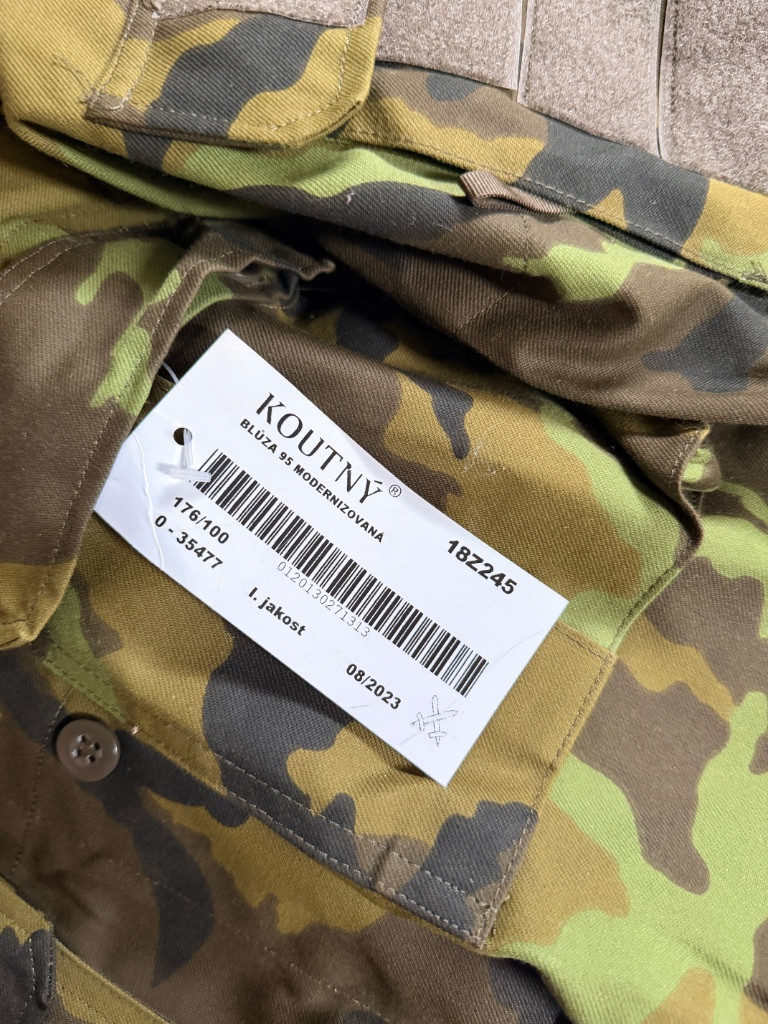 KOUTNÝ®
BLÚZA 95 MODERNIZOVANA
18Z245
176/100
0120130271313
0 - 35477
I. jakost
08/2023